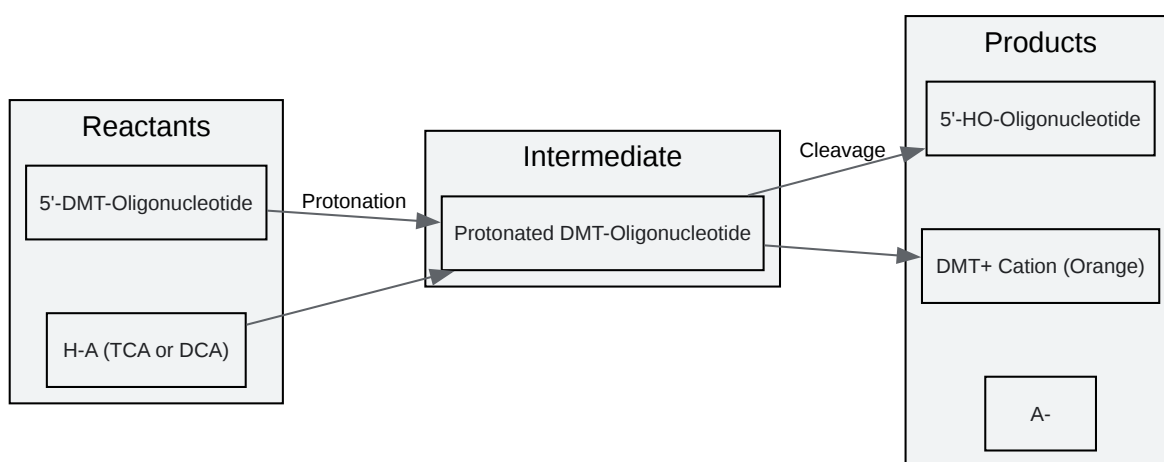 Reactants
5'-DMT-Oligonucleotide
H-A (TCA or DCA)
Protonation
Intermediate
Protonated DMT-Oligonucleotide
Cleavage
Products
5'-HO-Oligonucleotide
DMT+ Cation (Orange)
A-